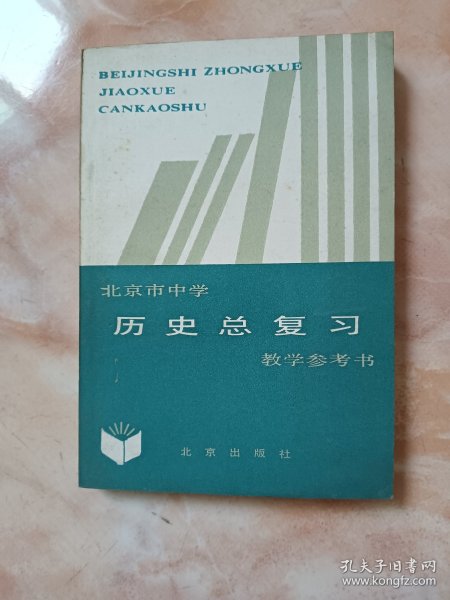 BEIJINGSHI ZHONGXUE
JIAOXUE
CANKAOSHU
北京市中学
历史总复习
教学参考书
北京出版社
孔夫子旧书网
www.kongfz.com